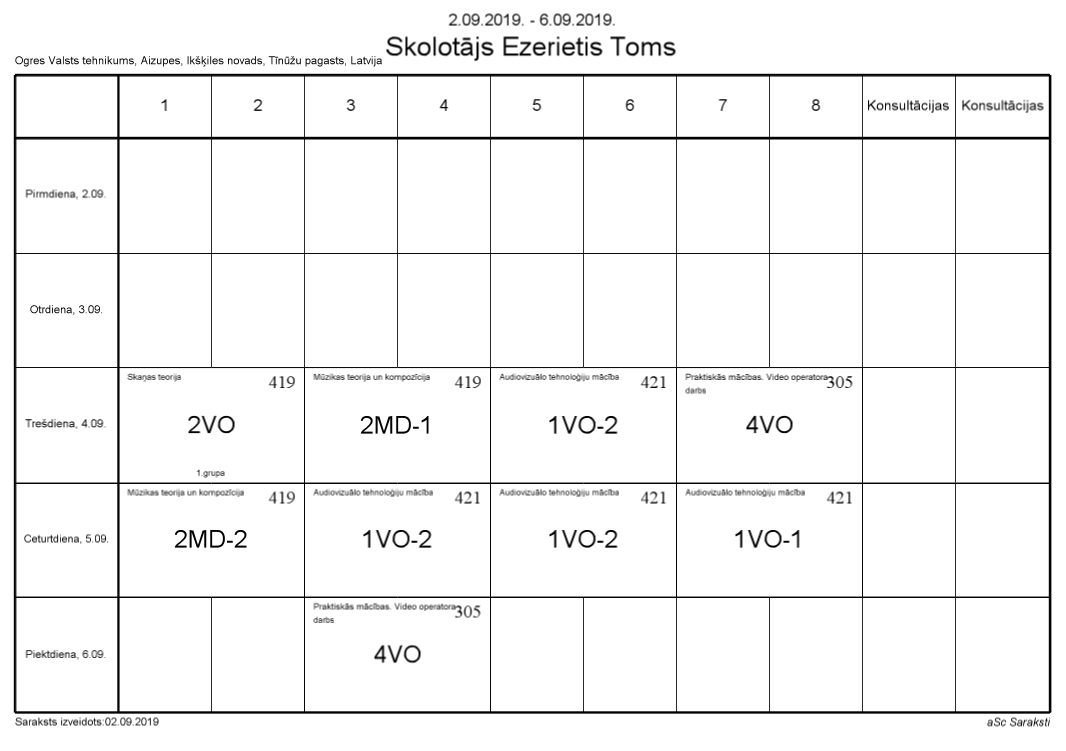 2.09.2019. - 6.09.2019.
Skolotājs Ezerietis Toms
Ogres Valsts tehnikums, Aizupes, Ikšķiles novads, Tīnūžu pagasts, Latvija
1 2 3 4 5 6 7 8 Konsultācijas Konsultācijas
Pirmdiena, 2.09.
Otrdiena, 3.09.
Trešdiena, 4.09.
Skaņas teorija 419
2VO
1.grupa
Mūzikas teorija un kompozīcija 419
2MD-1
Audiovizuālo tehnoloģiju mācība 421
1VO-2
Praktiskās mācības. Video operatora 305
darbs
4VO
Ceturtdiena, 5.09.
Mūzikas teorija un kompozīcija 419
2MD-2
Audiovizuālo tehnoloģiju mācība 421
1VO-2
Audiovizuālo tehnoloģiju mācība 421
1VO-2
Audiovizuālo tehnoloģiju mācība 421
1VO-1
Piektdiena, 6.09.
Praktiskās mācības. Video operatora 305
darbs
4VO
Saraksts izveidots:02.09.2019
aSc Saraksti